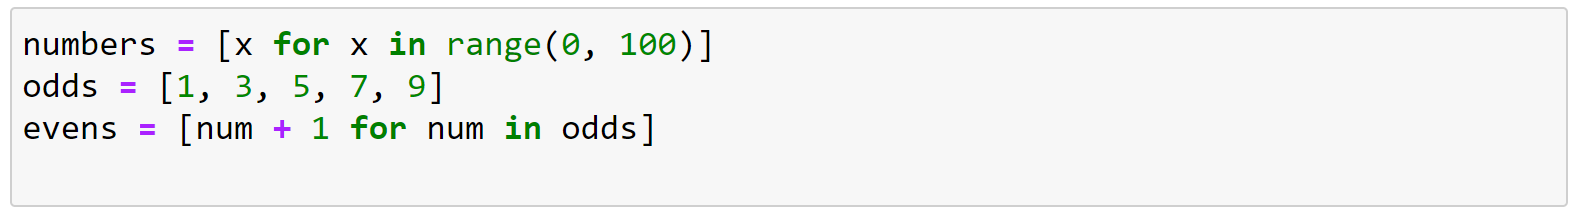 numbers = [x for x in range(0, 100)]
odds = [1, 3, 5, 7, 9]
evens = [num + 1 for num in odds]